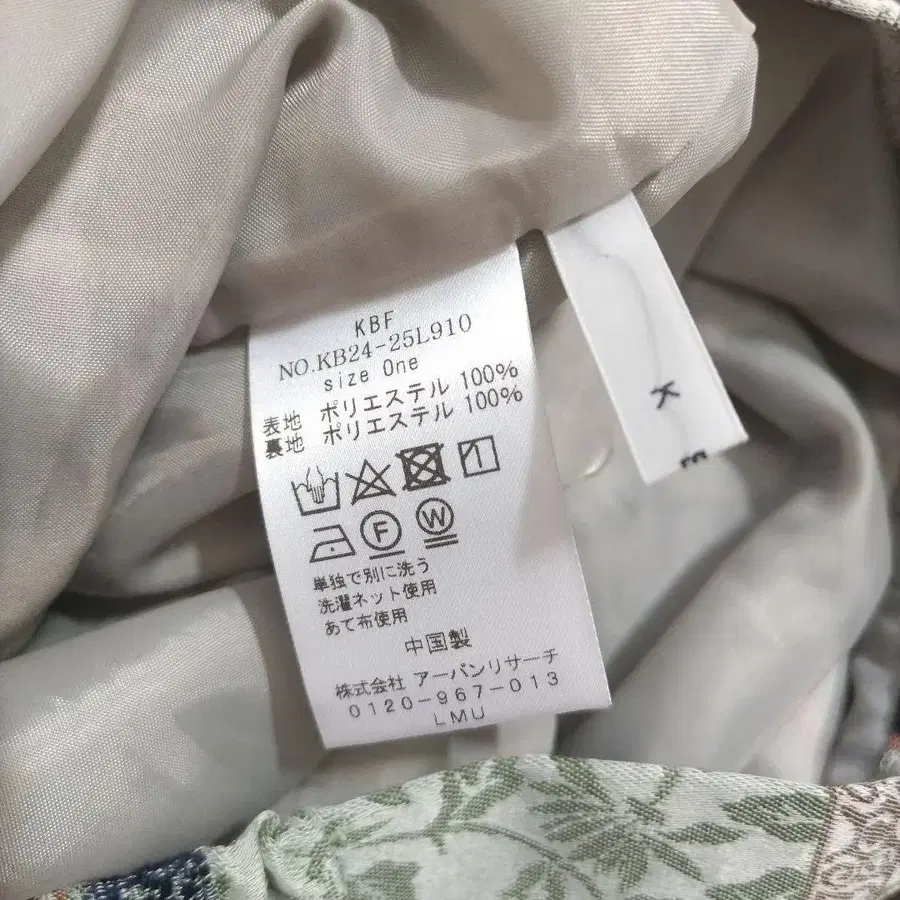 KBF
NO.KB24-25L910
size One
表地 ポリエステル 100%
裏地 ポリエステル 100%
F
W
単独で別に洗う
洗濯ネット使用
あて布使用
中国製
株式会社 アーバンリサーチ
0120-967-013
LMU
K